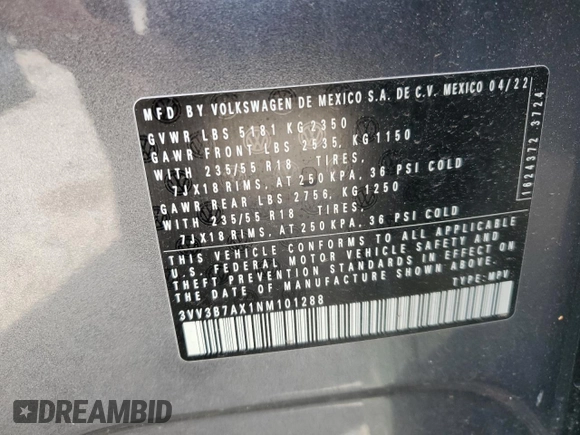 MFD BY VOLKSWAGEN DE MEXICO S.A. DE C.V. MEXICO 04/22
GVWR LBS 5181 KG 2350
GAWR FRONT LBS 2535, KG 1150
WITH 235/55 R18 TIRES,
7JX18 RIMS, AT 250 KPA, 36 PSI COLD
GAWR REAR LBS 2756, KG 1250
WITH 235/55 R18 TIRES,
7JX18 RIMS, AT 250 KPA, 36 PSI COLD
THIS VEHICLE CONFORMS TO ALL APPLICABLE
U.S. FEDERAL MOTOR VEHICLE SAFETY AND
THEFT PREVENTION STANDARDS IN EFFECT ON
THE DATE OF MANUFACTURE SHOWN ABOVE.
3VV3B7AX1NM101288 TYPE: MPV
1624372 3724
DREAMBID